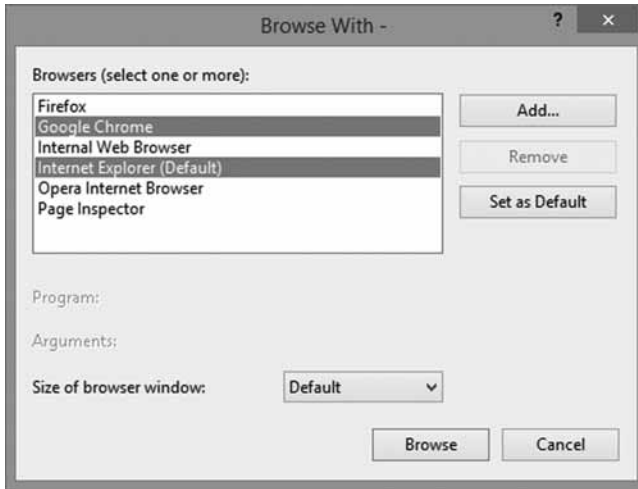 Browse With -
?
×
Browsers (select one or more):
Firefox
Google Chrome
Internal Web Browser
Internet Explorer (Default)
Opera Internet Browser
Page Inspector
Add...
Remove
Set as Default
Program:
Arguments:
Size of browser window:
Default
Browse
Cancel